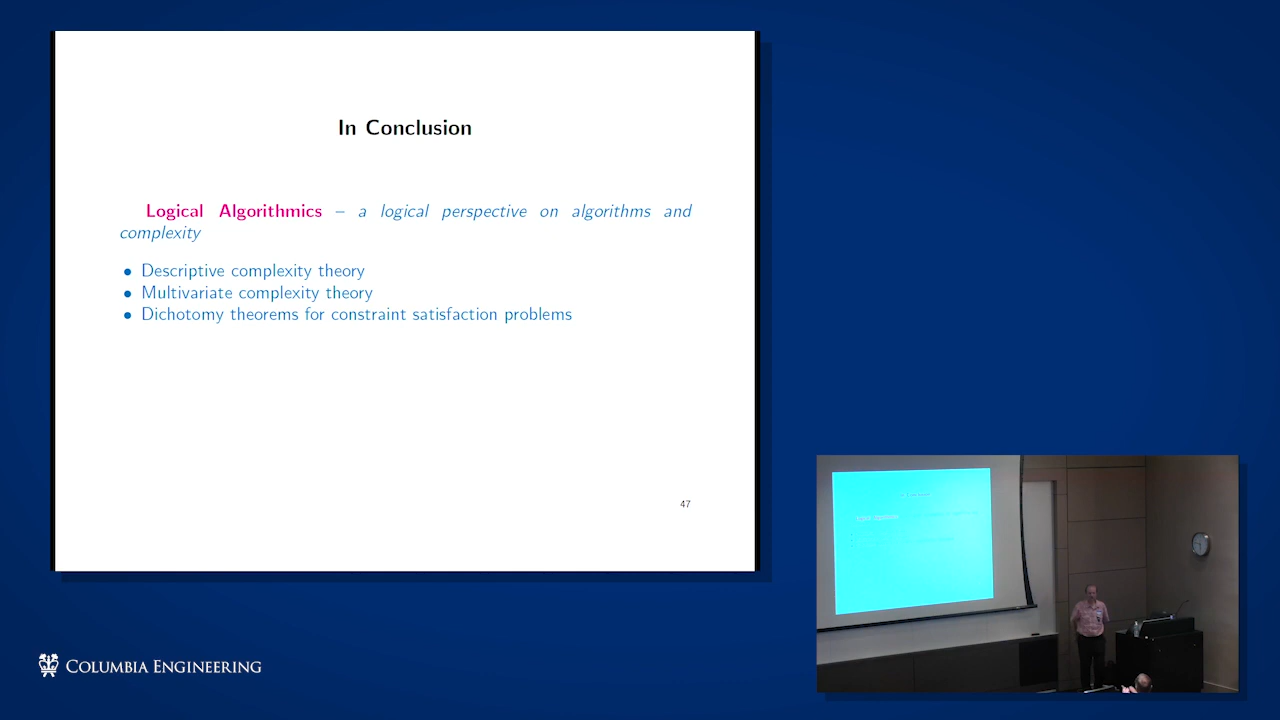 In Conclusion
Logical Algorithmics – a logical perspective on algorithms and
complexity
• Descriptive complexity theory
• Multivariate complexity theory
• Dichotomy theorems for constraint satisfaction problems
47
COLUMBIA ENGINEERING